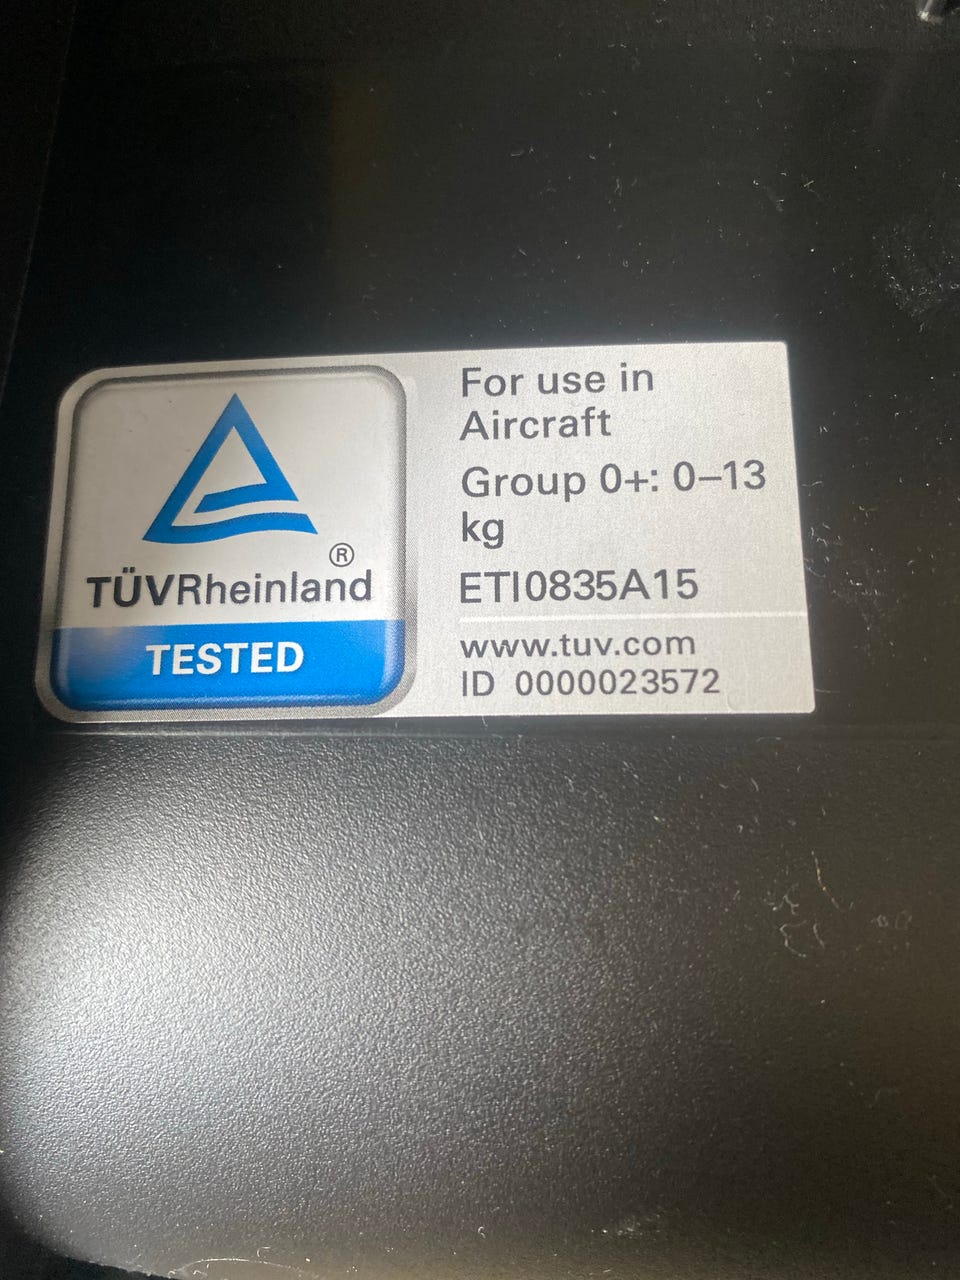 For use in
Aircraft
Group 0+: 0–13
kg
ETI0835A15
www.tuv.com
ID 0000023572
®
TÜVRheinland
TESTED